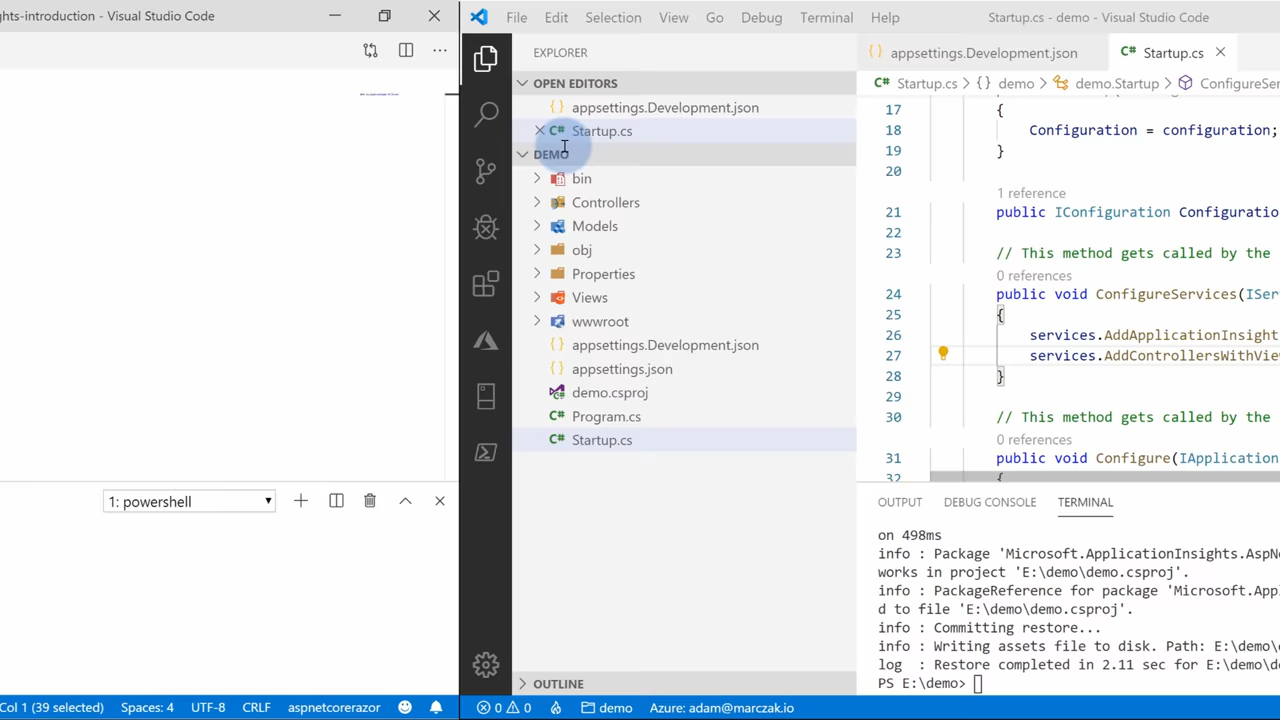 ghts-introduction - Visual Studio Code
1: powershell
Col 1 (39 selected)
Spaces: 4
UTF-8
CRLF
aspnetcorerazor
File
Edit
Selection
View
Go
Debug
Terminal
Help
Startup.cs - demo - Visual Studio Code
EXPLORER
OPEN EDITORS
{} appsettings.Development.json
C# Startup.cs
DEMO
bin
Controllers
Models
obj
Properties
Views
wwwroot
{} appsettings.Development.json
{} appsettings.json
demo.csproj
C# Program.cs
C# Startup.cs
OUTLINE
{} appsettings.Development.json
C# Startup.cs
C# Startup.cs > {} demo > demo.Startup > ConfigureSer
17 {
18 Configuration = configuration;
19 }
20
1 reference
21 public IConfiguration Configuratio
22
23 // This method gets called by the
0 references
24 public void ConfigureServices(ISer
25 {
26 services.AddApplicationInsight
27 services.AddControllersWithVie
28 }
29
30 // This method gets called by the
0 references
31 public void Configure(IApplication
32 {
OUTPUT
DEBUG CONSOLE
TERMINAL
on 498ms
info : Package 'Microsoft.ApplicationInsights.AspNe
works in project 'E:\demo\demo.csproj'.
info : PackageReference for package 'Microsoft.Appl
d to file 'E:\demo\demo.csproj'.
info : Committing restore...
info : Writing assets file to disk. Path: E:\demo\o
log : Restore completed in 2.11 sec for E:\demo\de
PS E:\demo>
0
0
demo
Azure: adam@marczak.io